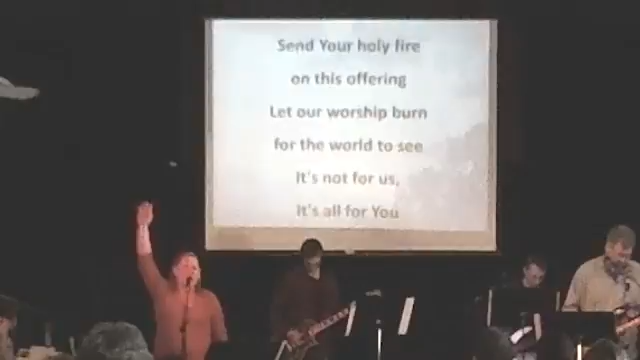 Send Your holy fire
on this offering
Let our worship burn
for the world to see
It's not for us,
It's all for You